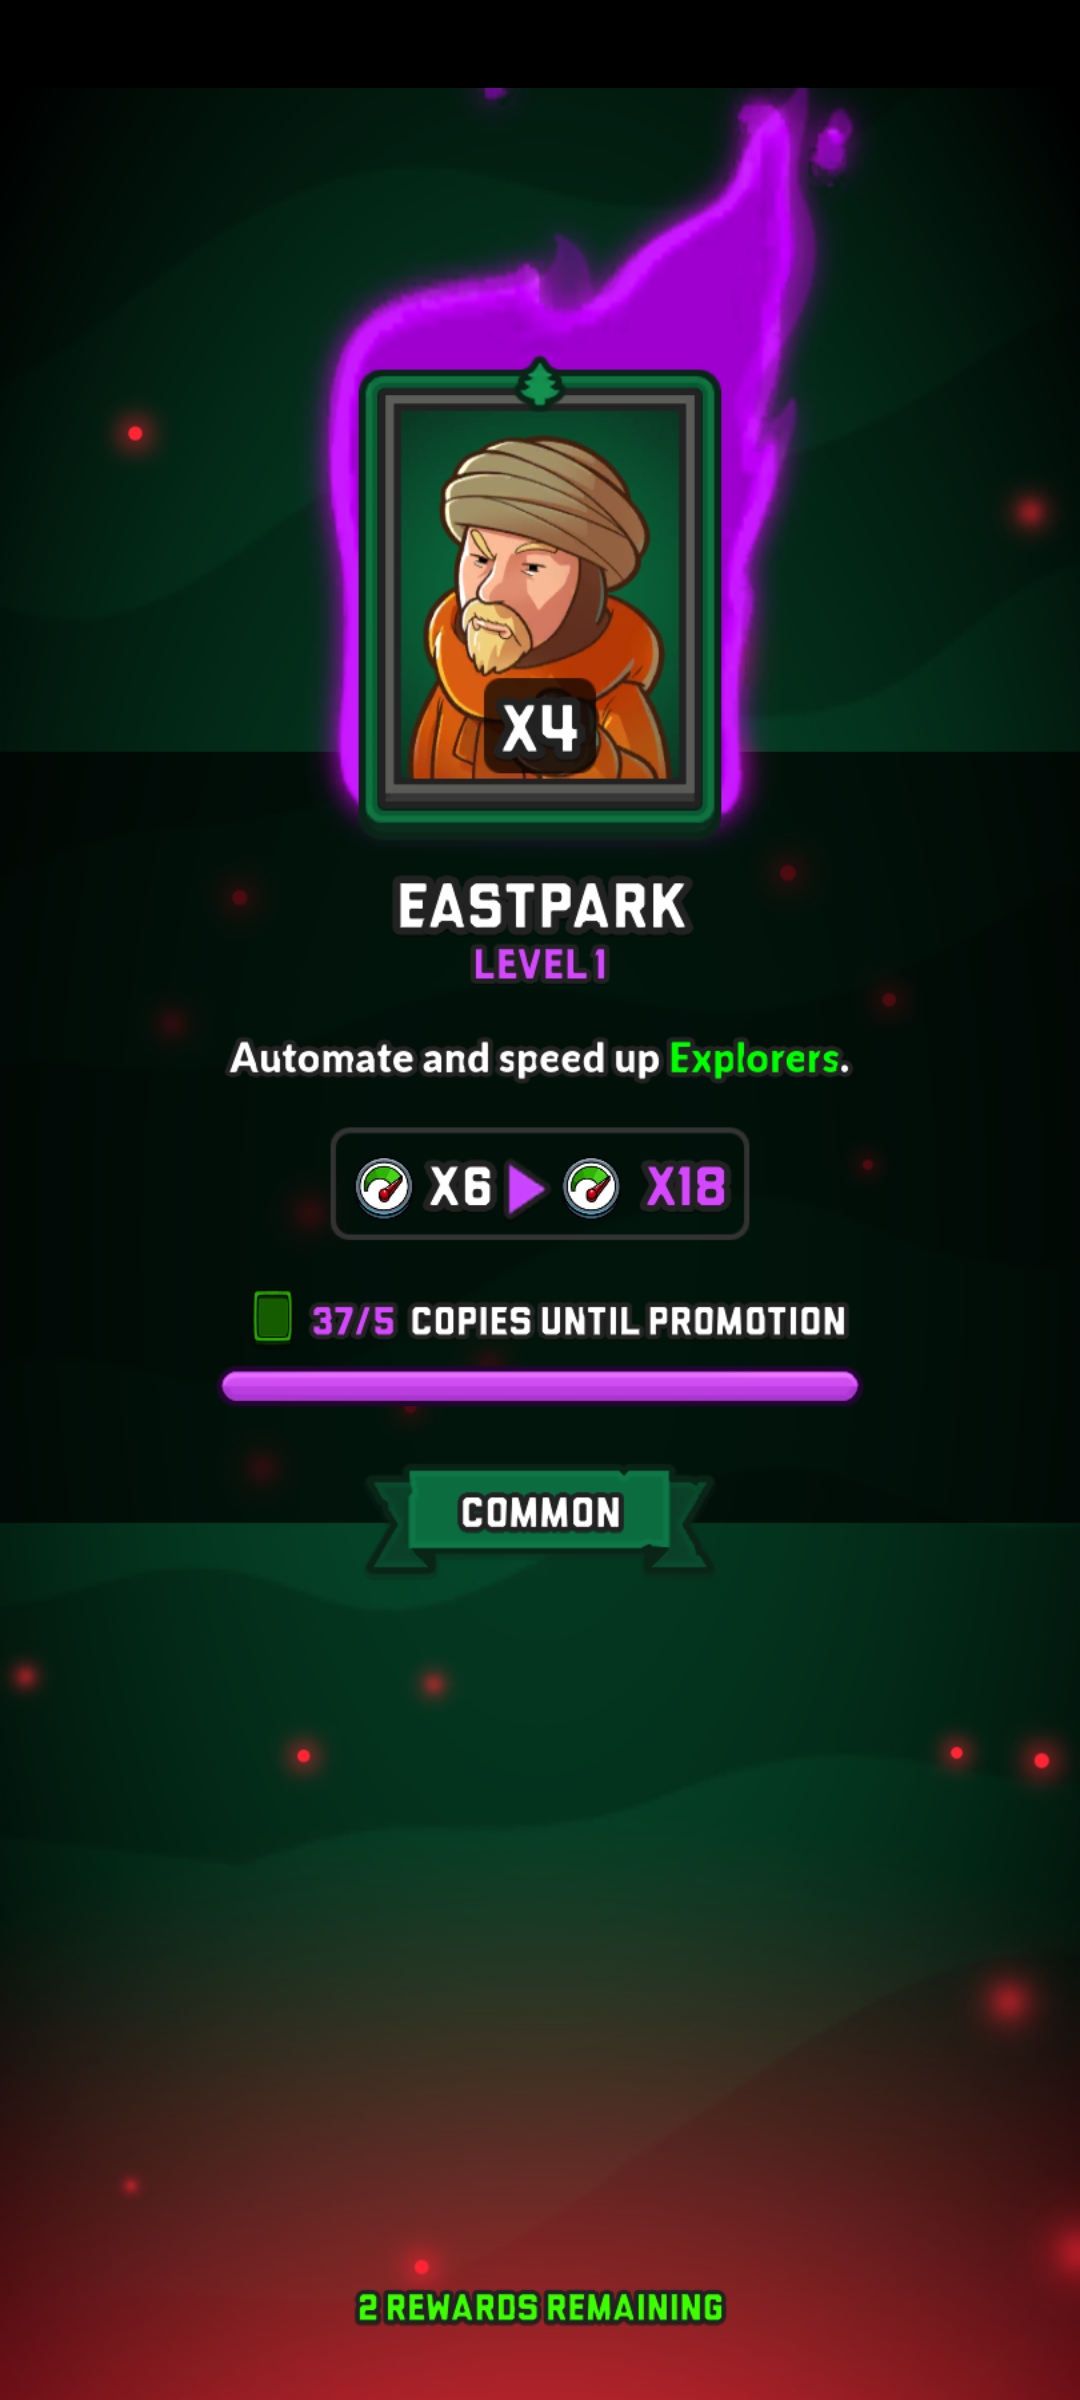 X4
EASTPARK
LEVEL 1
Automate and speed up Explorers.
X6 X18
37/5 COPIES UNTIL PROMOTION
COMMON
2 REWARDS REMAINING